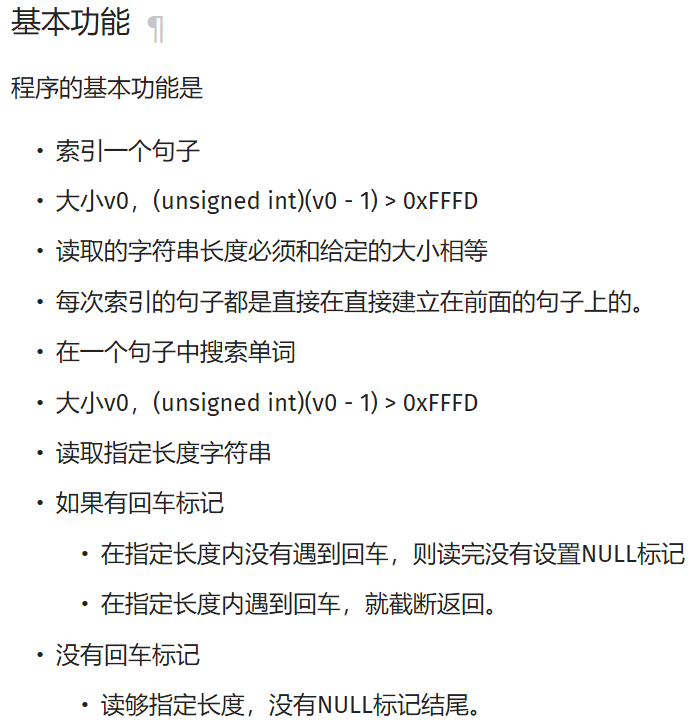 基本功能 ¶
程序的基本功能是
• 索引一个句子
• 大小v0，(unsigned int)(v0 - 1) > 0xFFFD
• 读取的字符串长度必须和给定的大小相等
• 每次索引的句子都是直接在直接建立在前面的句子上的。
• 在一个句子中搜索单词
• 大小v0，(unsigned int)(v0 - 1) > 0xFFFD
• 读取指定长度字符串
• 如果有回车标记
• 在指定长度内没有遇到回车，则读完没有设置NULL标记
• 在指定长度内遇到回车，就截断返回。
• 没有回车标记
• 读够指定长度，没有NULL标记结尾。